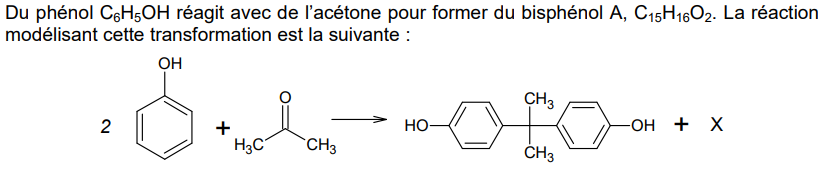 Du phénol C₆H₅OH réagit avec de l’acétone pour former du bisphénol A, C₁₅H₁₆O₂. La réaction
modélisant cette transformation est la suivante :
OH
O
CH₃
2 + HO OH + X
H₃C CH₃
CH₃